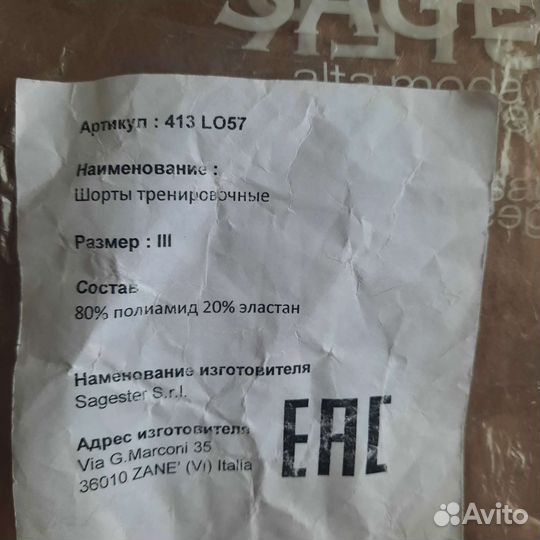 SAGE
alta moda
Артикул : 413 LO57
Наименование :
Шорты тренировочные
Размер : III
Состав
80% полиамид 20% эластан
Наменование изготовителя
Sagester S.r.l.
Адрес изготовителя
Via G.Marconi 35
36010 ZANE' (Vi) Italia
EAC
Avito